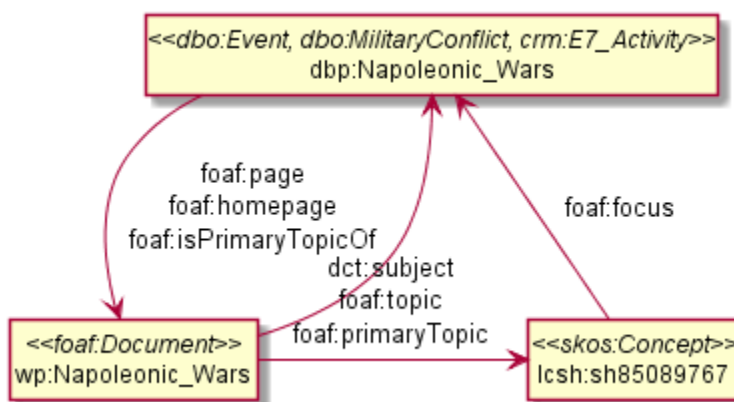 <<dbo:Event, dbo:MilitaryConflict, crm:E7_Activity>>
dbp:Napoleonic_Wars
foaf:page
foaf:homepage
foaf:isPrimaryTopicOf
foaf:focus
dct:subject
foaf:topic
foaf:primaryTopic
<<foaf:Document>>
wp:Napoleonic_Wars
<<skos:Concept>>
lcsh:sh85089767